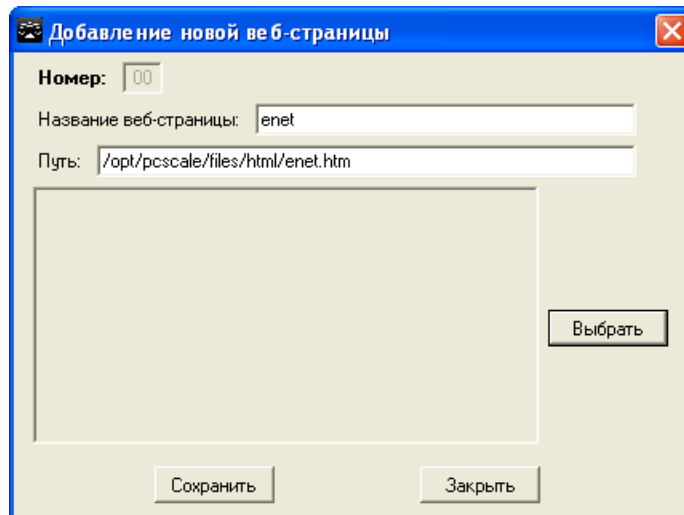 Добавление новой веб-страницы
Номер: 00
Название веб-страницы: enet
Путь: /opt/pcscale/files/html/enet.htm
Выбрать
Сохранить Закрыть